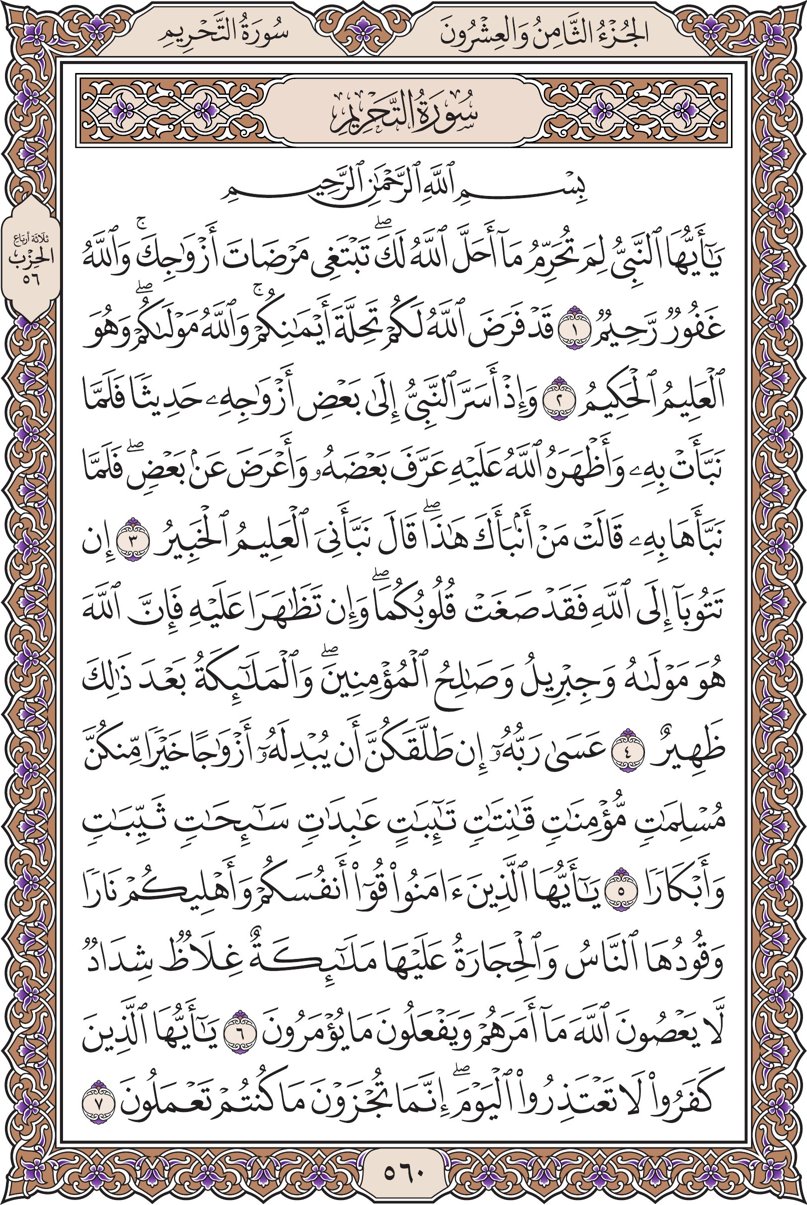 الجُزْءُ الثَّامِنُ وَالعِشْرُونَ
سُورَةُ التَّحْرِيمِ
سُورَةُ التَّحْرِيمِ
بِسْمِ ٱللَّهِ ٱلرَّحْمَٰنِ ٱلرَّحِيمِ
يَٰٓأَيُّهَا ٱلنَّبِيُّ لِمَ تُحَرِّمُ مَآ أَحَلَّ ٱللَّهُ لَكَۖ تَبْتَغِي مَرْضَاتَ أَزْوَٰجِكَۚ وَٱللَّهُ
غَفُورٞ رَّحِيمٞ ١ قَدْ فَرَضَ ٱللَّهُ لَكُمْ تَحِلَّةَ أَيْمَٰنِكُمْۚ وَٱللَّهُ مَوْلَىٰكُمْۖ وَهُوَ
ٱلْعَلِيمُ ٱلْحَكِيمُ ٢ وَإِذْ أَسَرَّ ٱلنَّبِيُّ إِلَىٰ بَعْضِ أَزْوَٰجِهِۦ حَدِيثٗا فَلَمَّا
نَبَّأَتْ بِهِۦ وَأَظْهَرَهُ ٱللَّهُ عَلَيْهِ عَرَّفَ بَعْضَهُۥ وَأَعْرَضَ عَنۢ بَعْضٖۖ فَلَمَّا
نَبَّأَهَا بِهِۦ قَالَتْ مَنْ أَنۢبَأَكَ هَٰذَاۖ قَالَ نَبَّأَنِيَ ٱلْعَلِيمُ ٱلْخَبِيرُ ٣ إِن
تَتُوبَآ إِلَى ٱللَّهِ فَقَدْ صَغَتْ قُلُوبُكُمَاۖ وَإِن تَظَٰهَرَا عَلَيْهِ فَإِنَّ ٱللَّهَ
هُوَ مَوْلَىٰهُ وَجِبْرِيلُ وَصَٰلِحُ ٱلْمُؤْمِنِينَۖ وَٱلْمَلَٰٓئِكَةُ بَعْدَ ذَٰلِكَ
ظَهِيرٌ ٤ عَسَىٰ رَبُّهُۥٓ إِن طَلَّقَكُنَّ أَن يُبْدِلَهُۥٓ أَزْوَٰجًا خَيْرٗا مِّنكُنَّ
مُسْلِمَٰتٖ مُّؤْمِنَٰتٖ قَٰنِتَٰتٖ تَٰٓئِبَٰتٍ عَٰبِدَٰتٖ سَٰٓئِحَٰتٖ ثَيِّبَٰتٖ
وَأَبْكَارٗا ٥ يَٰٓأَيُّهَا ٱلَّذِينَ ءَامَنُوا۟ قُوٓا۟ أَنفُسَكُمْ وَأَهْلِيكُمْ نَارٗا
وَقُودُهَا ٱلنَّاسُ وَٱلْحِجَارَةُ عَلَيْهَا مَلَٰٓئِكَةٌ غِلَاظٞ شِدَادٞ
لَّا يَعْصُونَ ٱللَّهَ مَآ أَمَرَهُمْ وَيَفْعَلُونَ مَا يُؤْمَرُونَ ٦ يَٰٓأَيُّهَا ٱلَّذِينَ
كَفَرُوا۟ لَا تَعْتَذِرُوا۟ ٱلْيَوْمَۖ إِنَّمَا تُجْزَوْنَ مَا كُنتُمْ تَعْمَلُونَ ٧
ثلاثة أرباع
الحِزْب
٥٦
٥٦٠